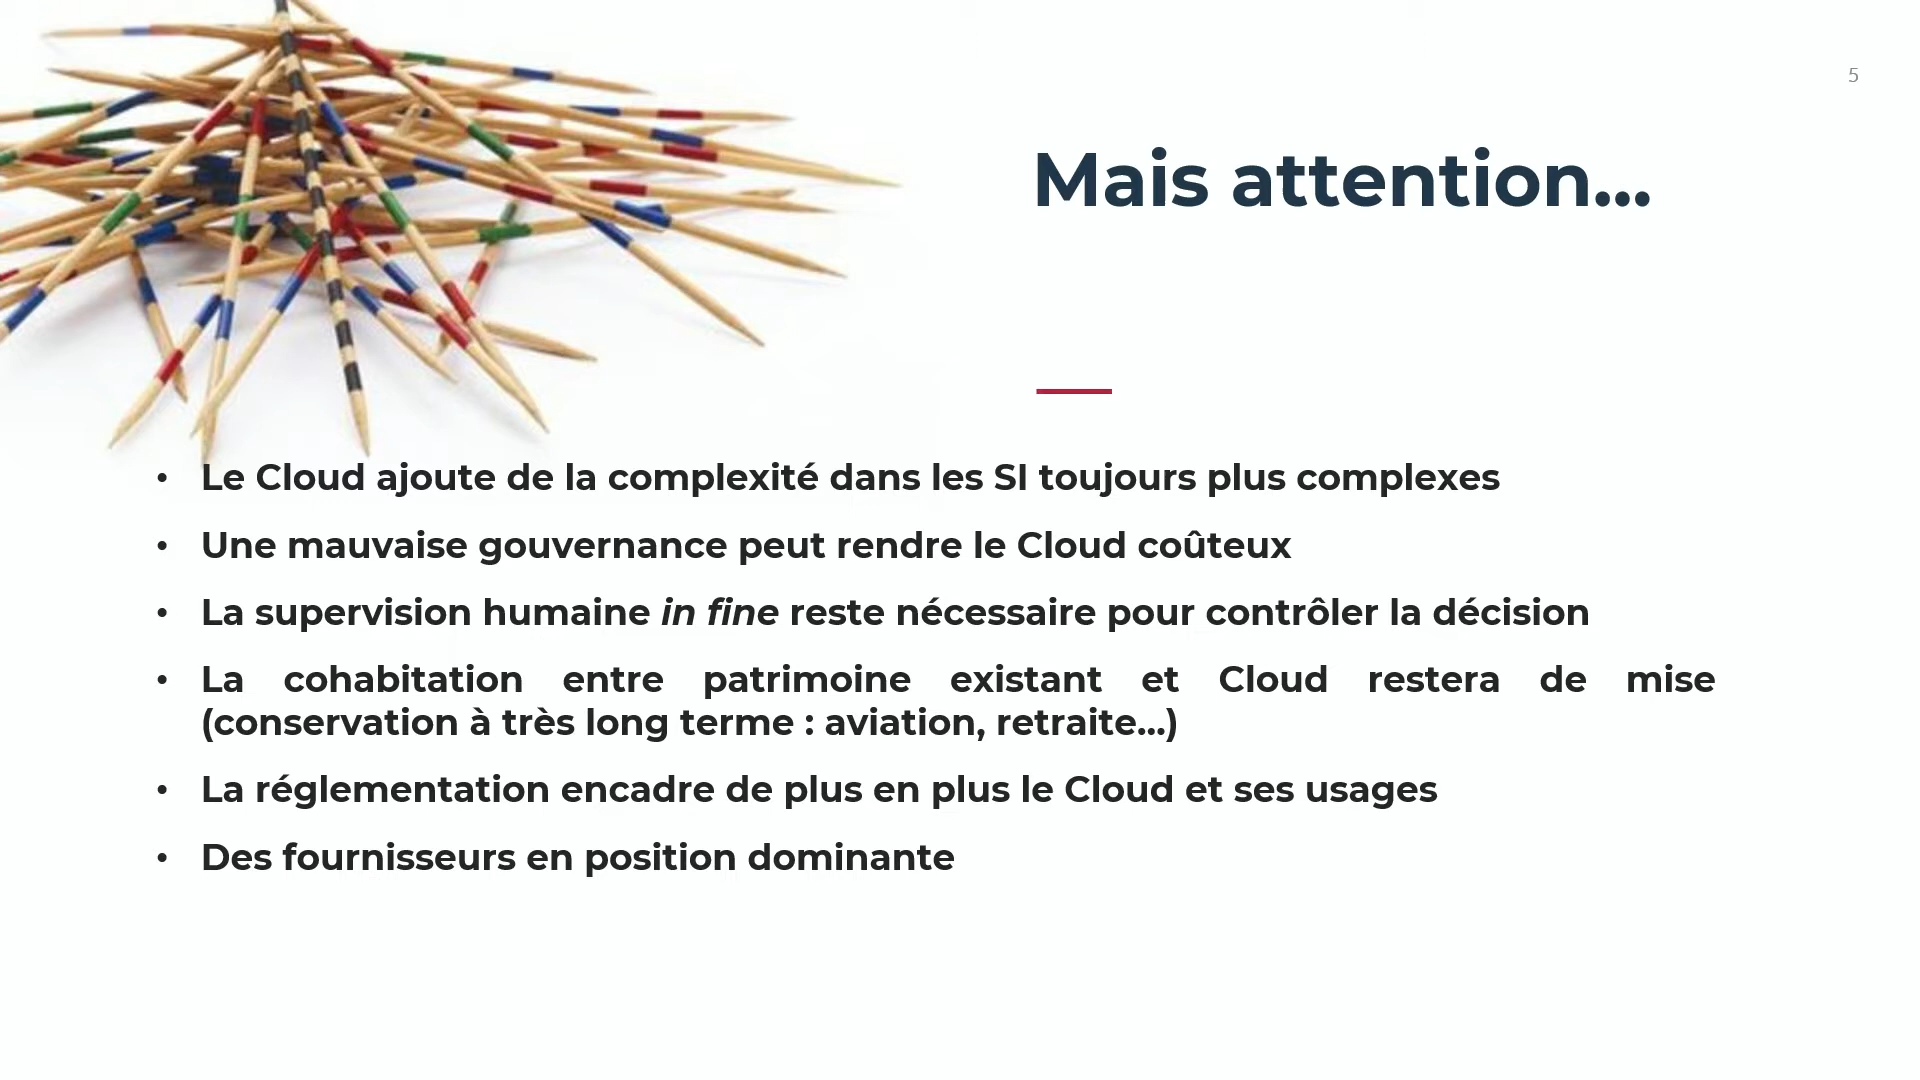 5
Mais attention...
• Le Cloud ajoute de la complexité dans les SI toujours plus complexes
• Une mauvaise gouvernance peut rendre le Cloud coûteux
• La supervision humaine in fine reste nécessaire pour contrôler la décision
• La cohabitation entre patrimoine existant et Cloud restera de mise
(conservation à très long terme : aviation, retraite...)
• La réglementation encadre de plus en plus le Cloud et ses usages
• Des fournisseurs en position dominante